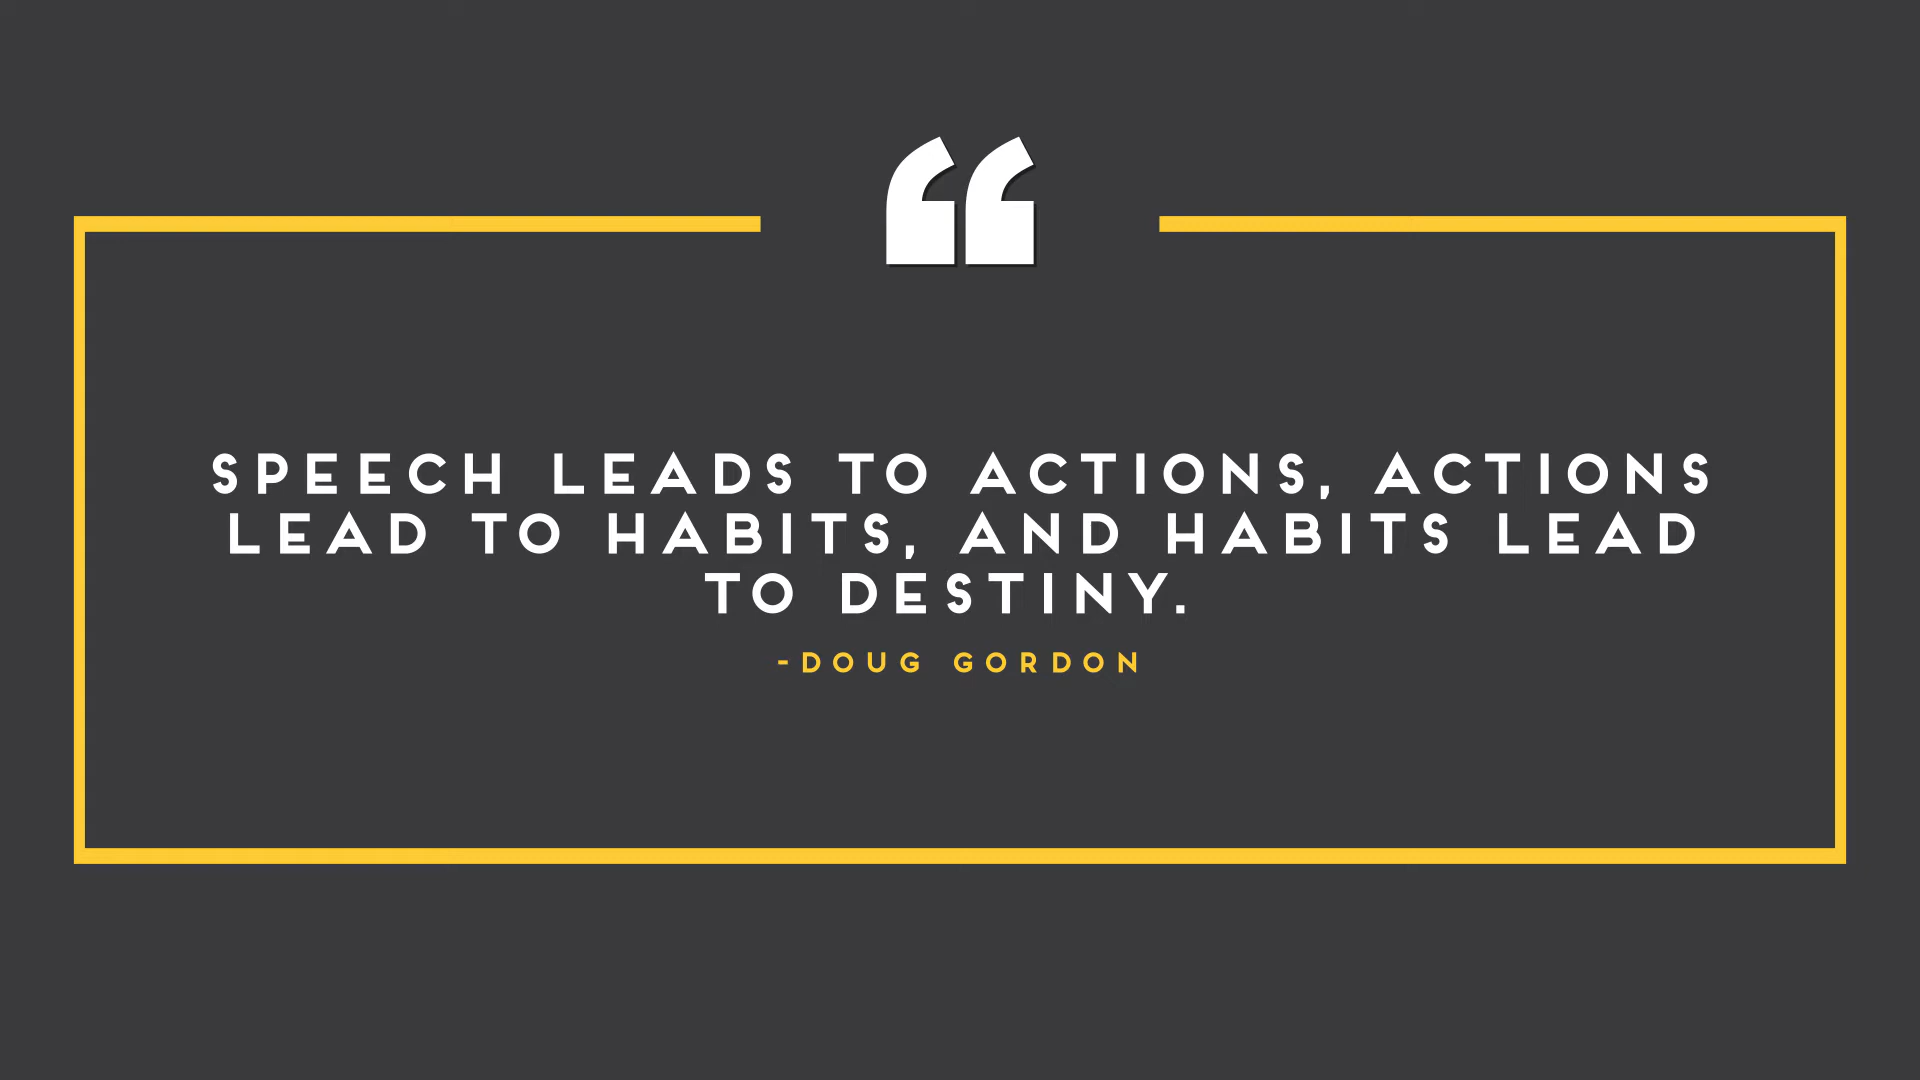 “
SPEECH LEADS TO ACTIONS, ACTIONS
LEAD TO HABITS, AND HABITS LEAD
TO DESTINY.
-DOUG GORDON